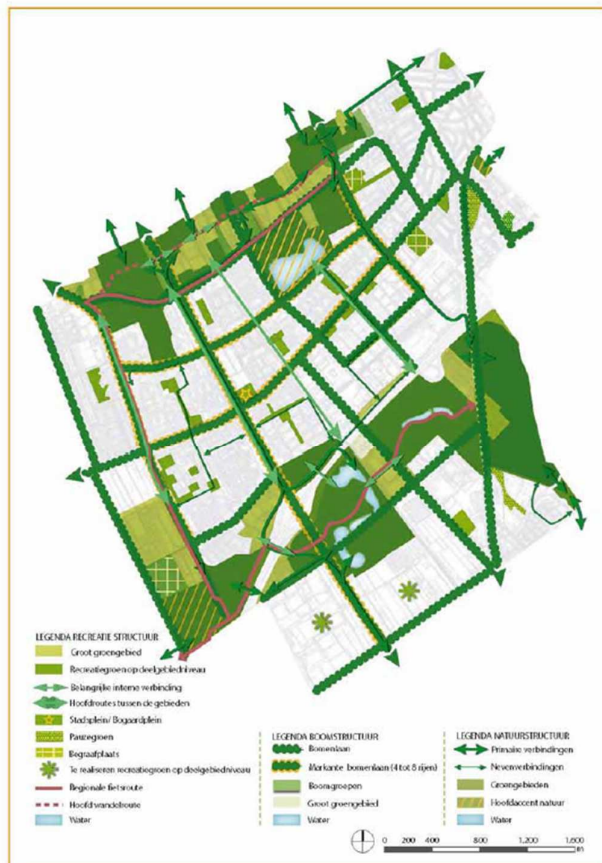 LEGENDA RECREATIE STRUCTUUR
Groot groengebied
Recreatiegroen op deelgebiedniveau
Belangrijke interne verbinding
Hoofdroutes tussen de gebieden
Stadsplein/ Bogaardplein
Pauzegroen
Begraafplaats
Te realiseren recreatiegroen op deelgebiedniveau
Regionale fietsroute
Hoofd wandelroute
Water
LEGENDA BOOMSTRUCTUUR
Bomenlaan
Markante bomenlaan (4 tot 8 rijen)
Boomgroepen
Groot groengebied
Water
LEGENDA NATUURSTRUCTUUR
Primaire verbindingen
Nevenverbindingen
Groengebieden
Hoofdaccent natuur
Water
0 200 400 800 1,200 1,600
m